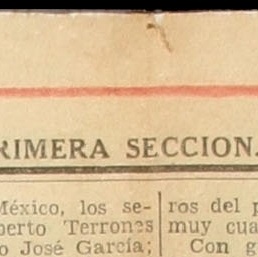 RIMERA SECCION.
México, los se-
berto Terrones
o José García;
ros del p
muy cua
Con g